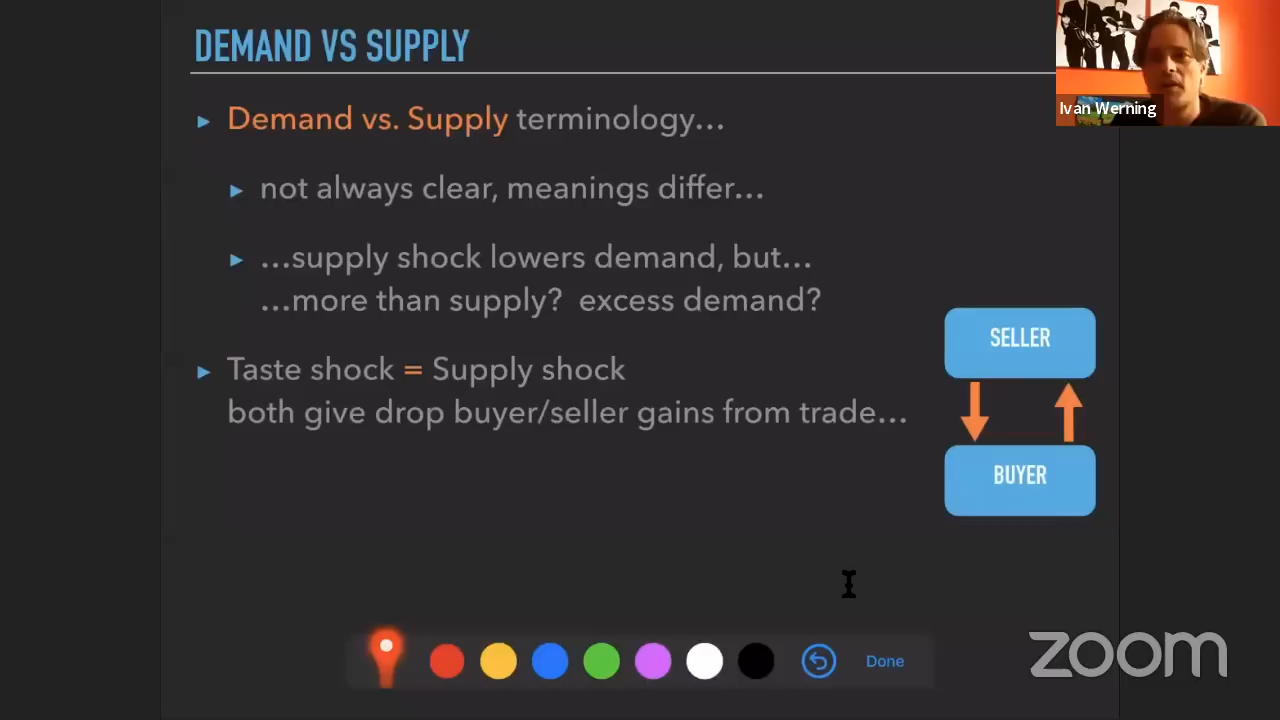 DEMAND VS SUPPLY
Ivan Werning
Demand vs. Supply terminology…
not always clear, meanings differ…
…supply shock lowers demand, but…
…more than supply? excess demand?
SELLER
Taste shock = Supply shock
both give drop buyer/seller gains from trade…
BUYER
zoom
Done